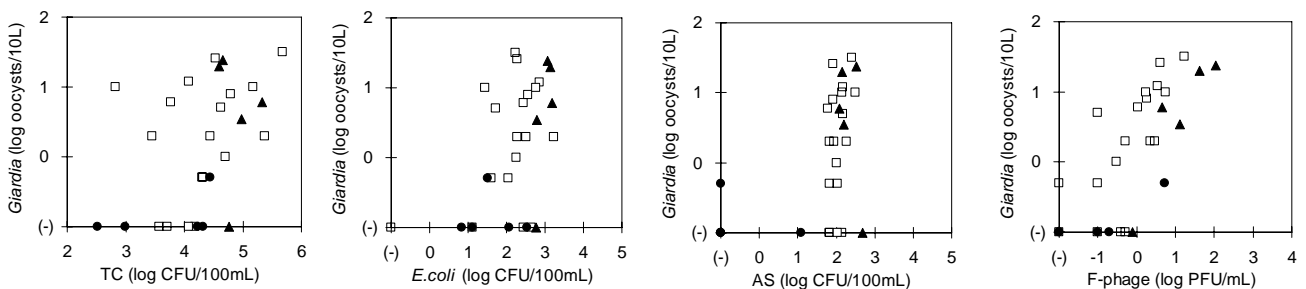 Giardia (log oocysts/10L)
2
1
0
(-)
2 3 4 5 6
TC (log CFU/100mL)
Giardia (log oocysts/10L)
2
1
0
(-)
(-) 0 1 2 3 4 5
E.coli (log CFU/100mL)
Giardia (log oocysts/10L)
2
1
0
(-)
(-) 0 1 2 3 4 5
AS (log CFU/100mL)
Giardia (log oocysts/10L)
2
1
0
(-)
(-) -1 0 1 2 3 4
F-phage (log PFU/mL)